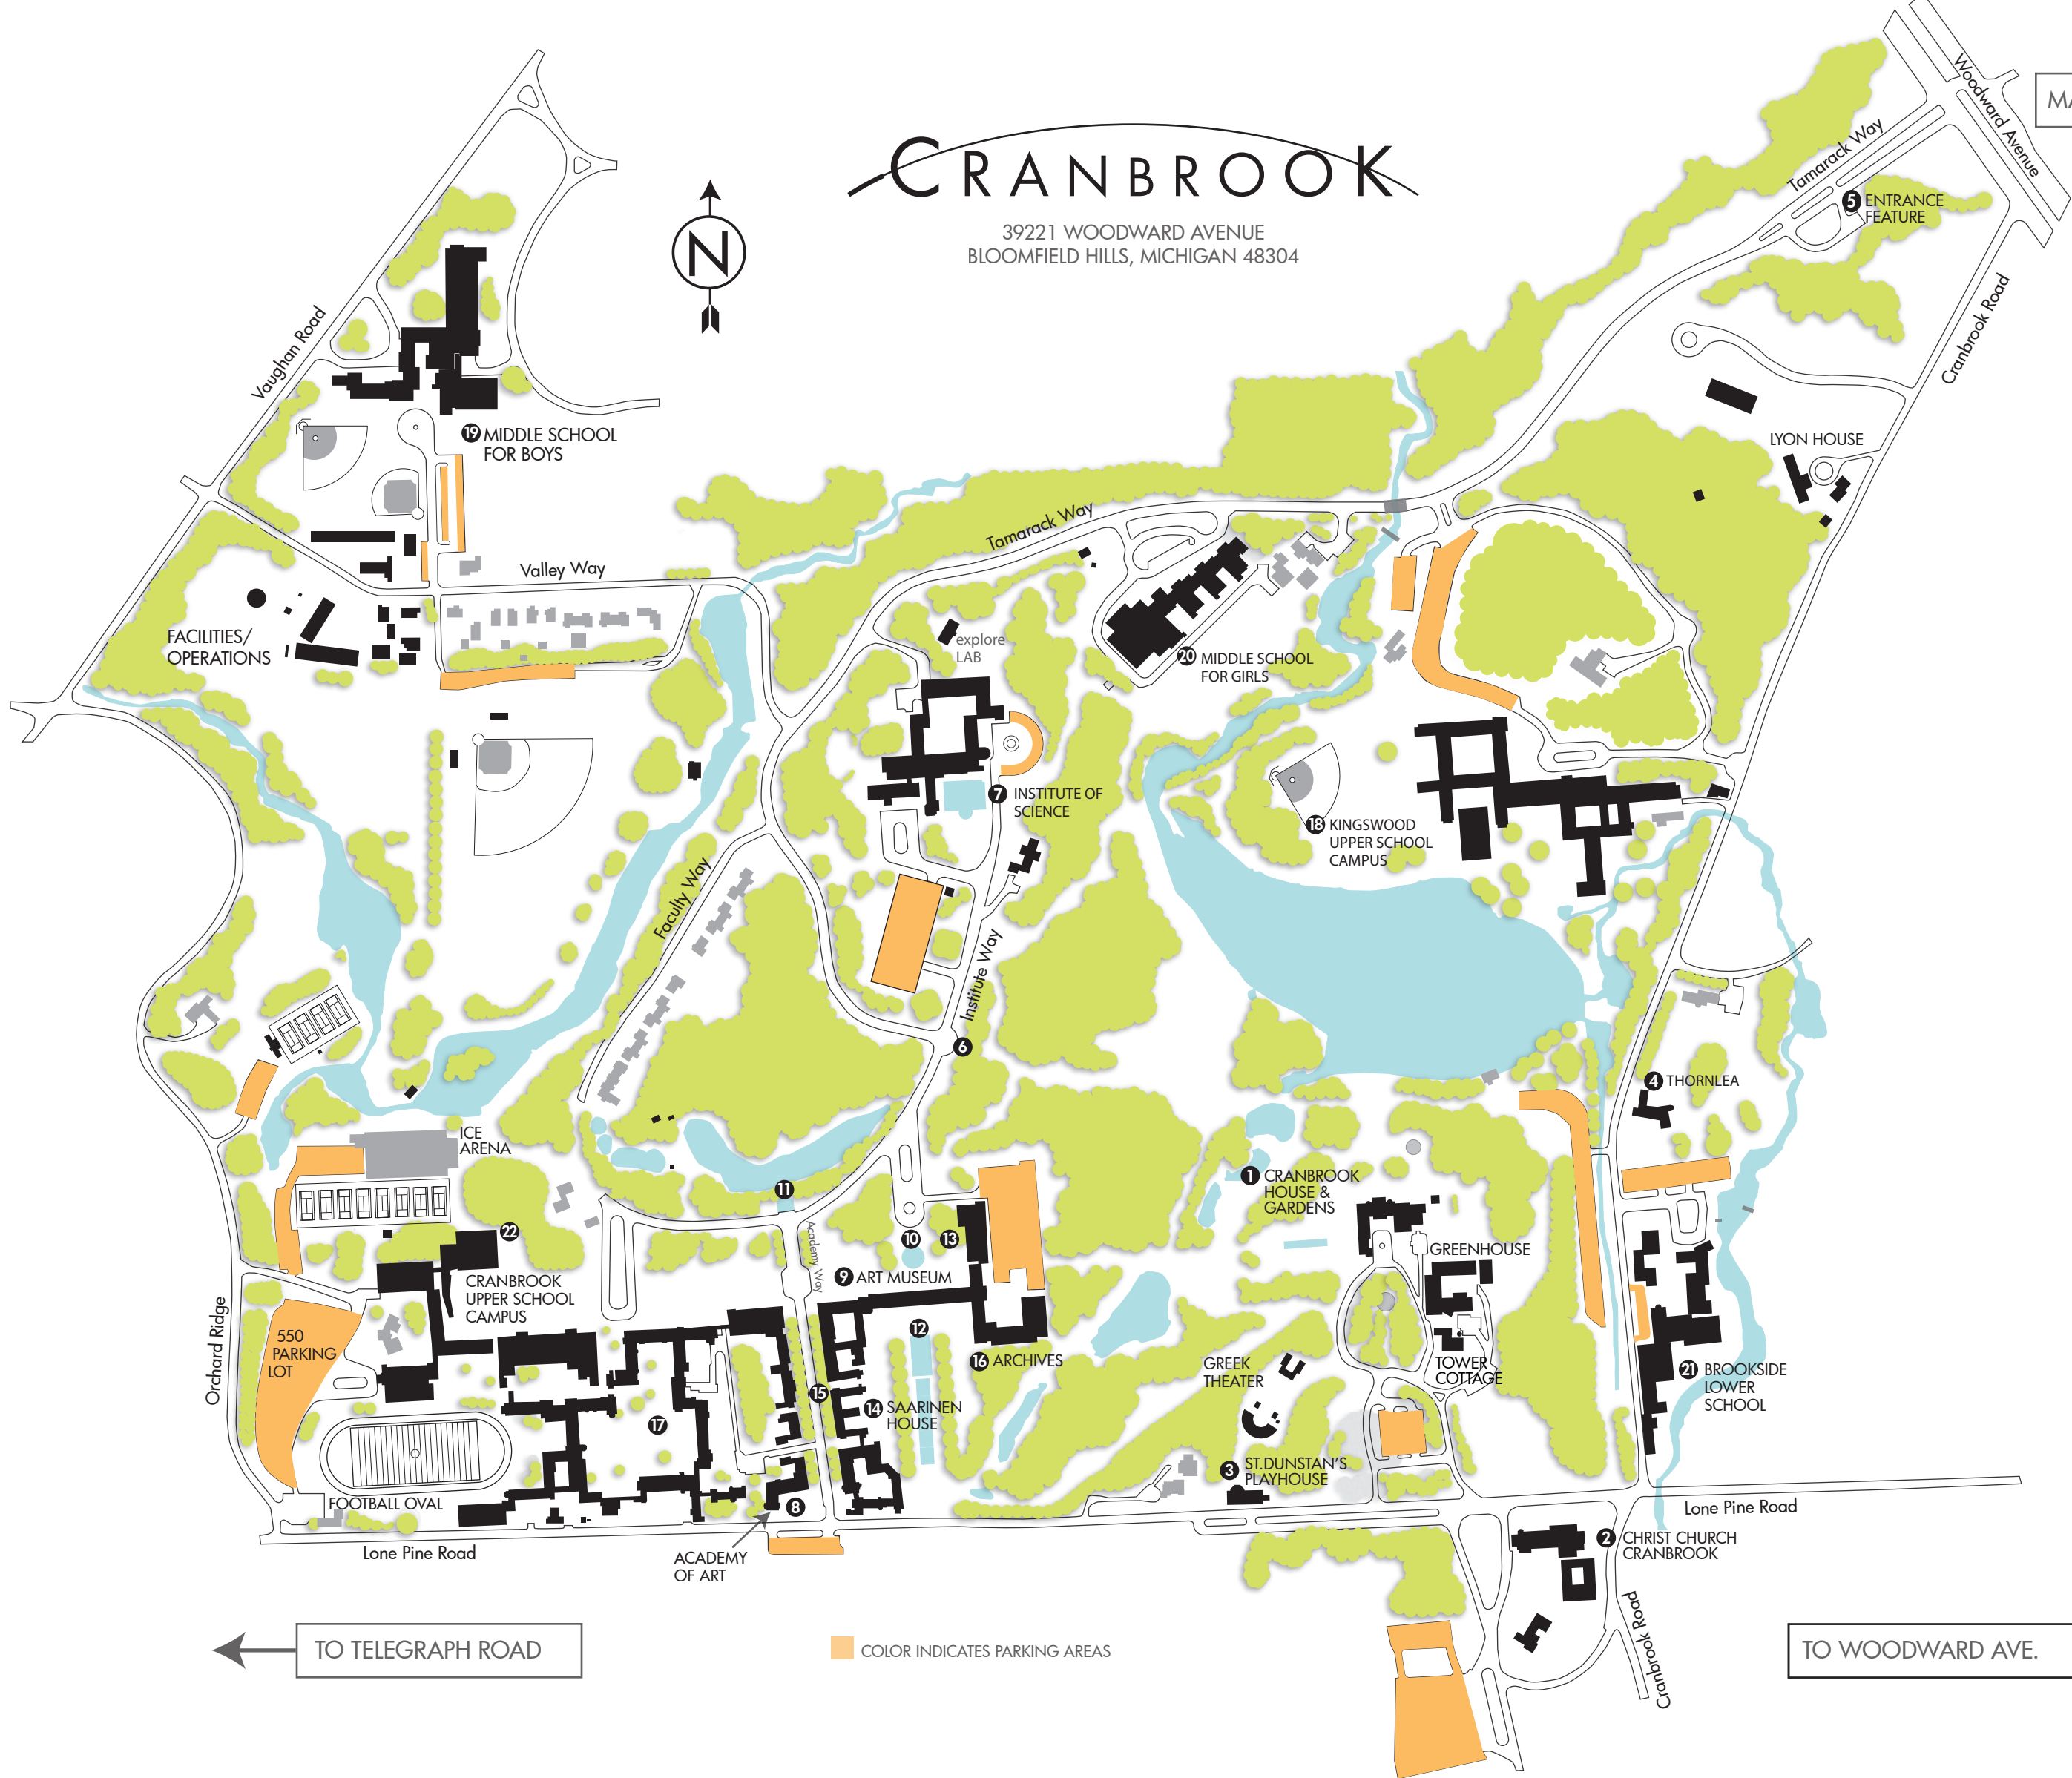 CRANBROOK
39221 WOODWARD AVENUE
BLOOMFIELD HILLS, MICHIGAN 48304
N
Woodward Avenue
MA
Tamarack Way
5 ENTRANCE
FEATURE
Cranbrook Road
Vaughan Road
LYON HOUSE
19 MIDDLE SCHOOL
FOR BOYS
Tamarack Way
Valley Way
FACILITIES/
OPERATIONS
explore
LAB
20 MIDDLE SCHOOL
FOR GIRLS
7 INSTITUTE OF
SCIENCE
18 KINGSWOOD
UPPER SCHOOL
CAMPUS
Faculty Way
Institute Way
6
4 THORNLEA
ICE
ARENA
11
1 CRANBROOK
HOUSE &
GARDENS
22
Academy Way
10
13
GREENHOUSE
9 ART MUSEUM
CRANBROOK
UPPER SCHOOL
CAMPUS
Orchard Ridge
550
PARKING
LOT
12
16 ARCHIVES
GREEK
THEATER
TOWER
COTTAGE
21 BROOKSIDE
LOWER
SCHOOL
15
14 SAARINEN
HOUSE
17
3 ST.DUNSTAN'S
PLAYHOUSE
FOOTBALL OVAL
8
Lone Pine Road
Lone Pine Road
ACADEMY
OF ART
2 CHRIST CHURCH
CRANBROOK
Cranbrook Road
TO TELEGRAPH ROAD
COLOR INDICATES PARKING AREAS
TO WOODWARD AVE.